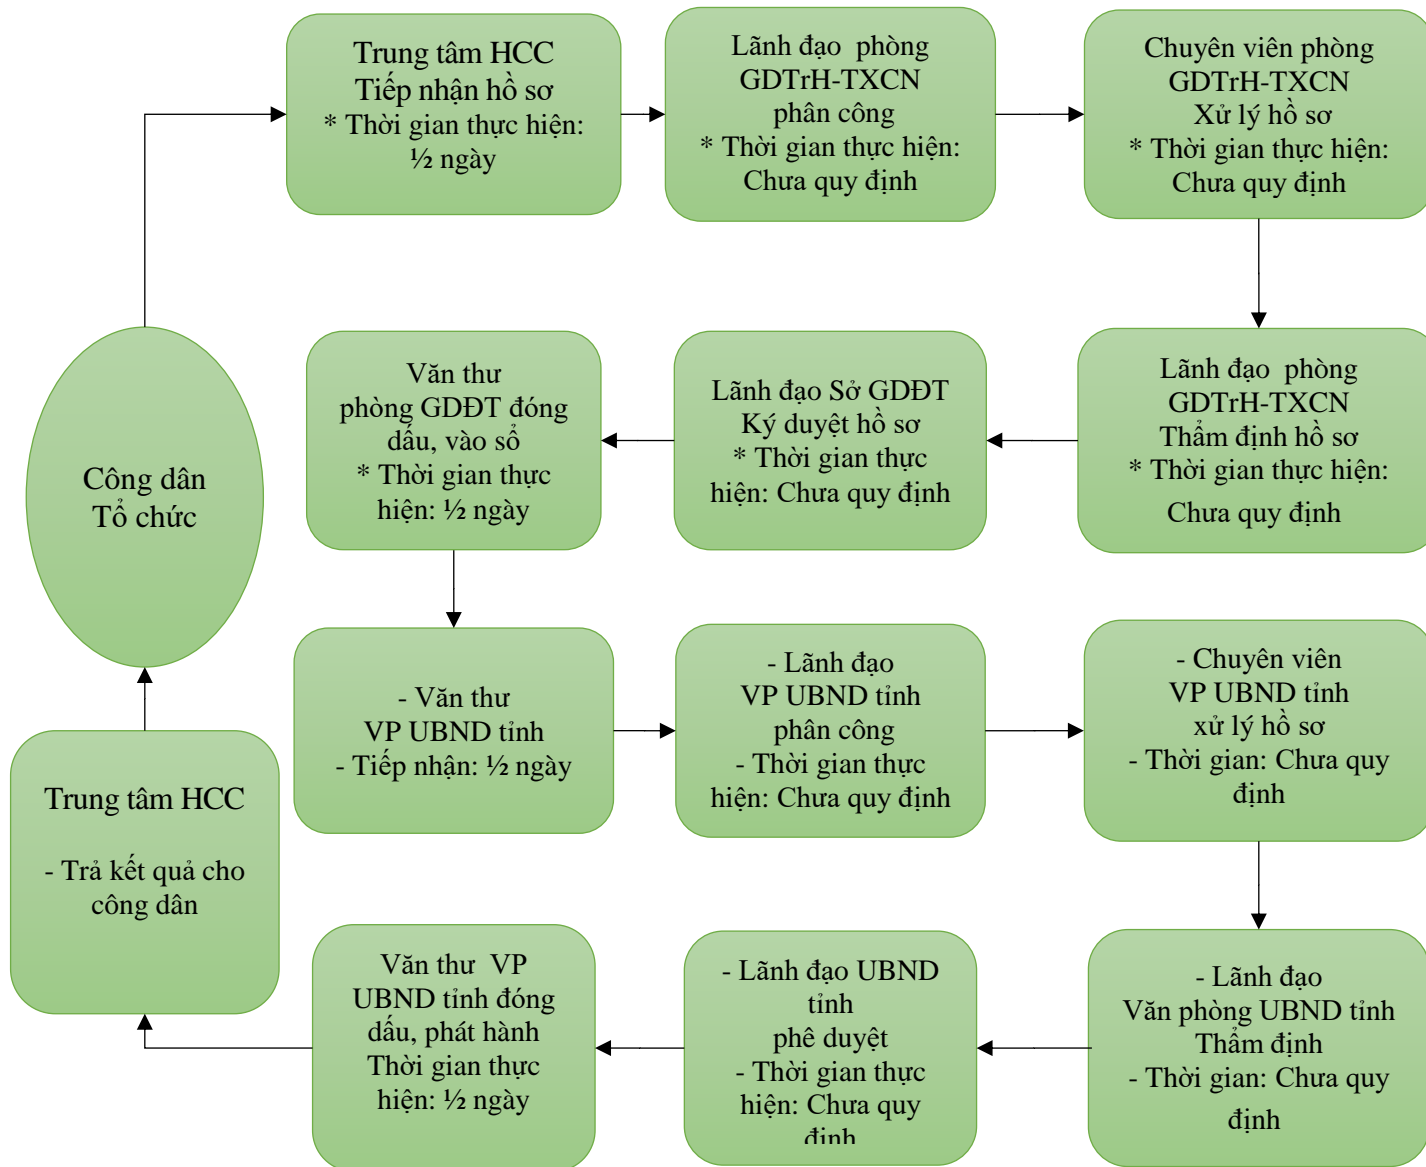 Trung tâm HCC
Tiếp nhận hồ sơ
* Thời gian thực hiện:
½ ngày
Lãnh đạo phòng
GDTrH-TXCN
phân công
* Thời gian thực hiện:
Chưa quy định
Chuyên viên phòng
GDTrH-TXCN
Xử lý hồ sơ
* Thời gian thực hiện:
Chưa quy định
Lãnh đạo phòng
GDTrH-TXCN
Thẩm định hồ sơ
* Thời gian thực hiện:
Chưa quy định
Lãnh đạo Sở GDĐT
Ký duyệt hồ sơ
* Thời gian thực
hiện: Chưa quy định
Văn thư
phòng GDĐT đóng
dấu, vào sổ
* Thời gian thực
hiện: ½ ngày
Công dân
Tổ chức
- Văn thư
VP UBND tỉnh
- Tiếp nhận: ½ ngày
- Lãnh đạo
VP UBND tỉnh
phân công
- Thời gian thực
hiện: Chưa quy định
- Chuyên viên
VP UBND tỉnh
xử lý hồ sơ
- Thời gian: Chưa quy
định
- Lãnh đạo
Văn phòng UBND tỉnh
Thẩm định
- Thời gian: Chưa quy
định
- Lãnh đạo UBND
tỉnh
phê duyệt
- Thời gian thực
hiện: Chưa quy
định
Văn thư VP
UBND tỉnh đóng
dấu, phát hành
Thời gian thực
hiện: ½ ngày
Trung tâm HCC
- Trả kết quả cho
công dân